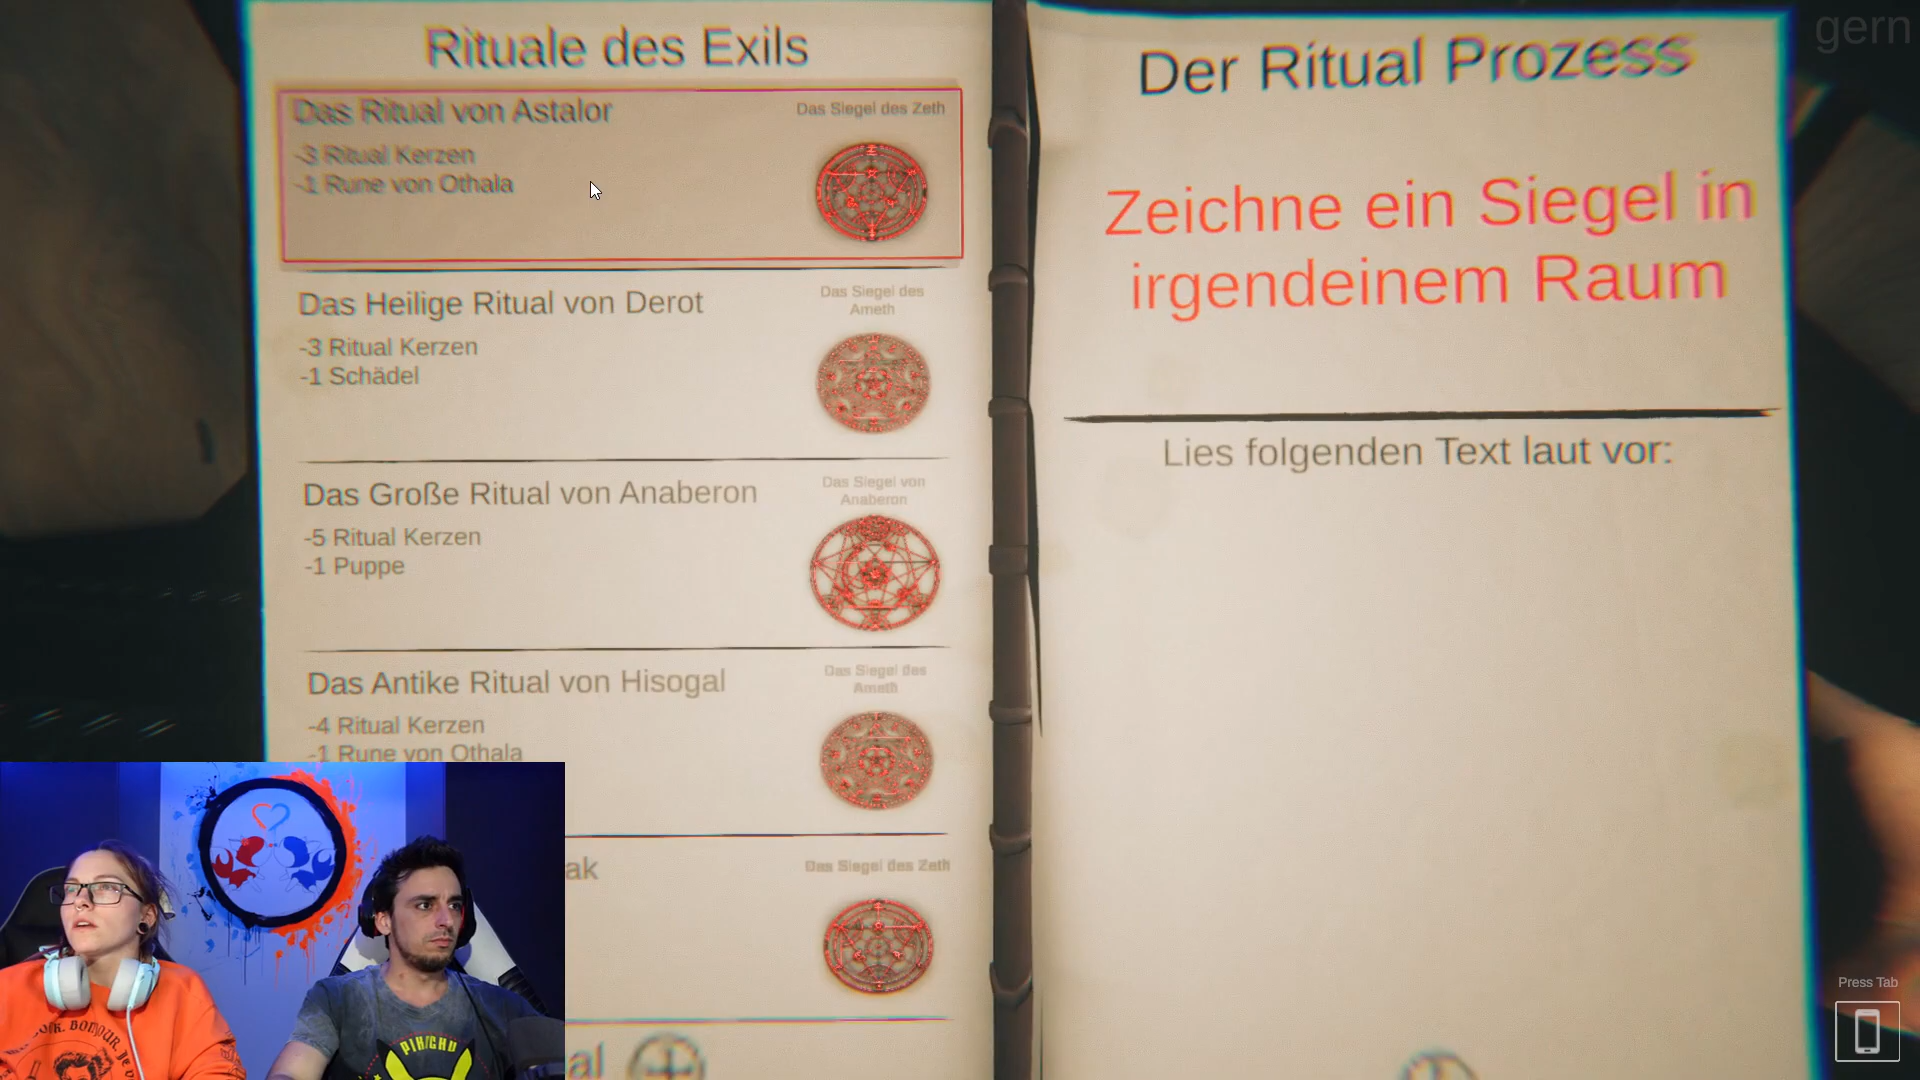 gern
Rituale des Exils
Das Ritual von Astalor
Das Siegel des Zeth
-3 Ritual Kerzen
-1 Rune von Othala
Das Heilige Ritual von Derot
Das Siegel des
Ameth
-3 Ritual Kerzen
-1 Schädel
Das Große Ritual von Anaberon
Das Siegel von
Anaberon
-5 Ritual Kerzen
-1 Puppe
Das Antike Ritual von Hisogal
Das Siegel des
Ameth
-4 Ritual Kerzen
-1 Rune von Othala
ak
Das Siegel des Zeth
al
Der Ritual Prozess
Zeichne ein Siegel in
irgendeinem Raum
Lies folgenden Text laut vor:
Press Tab
PIKACHU